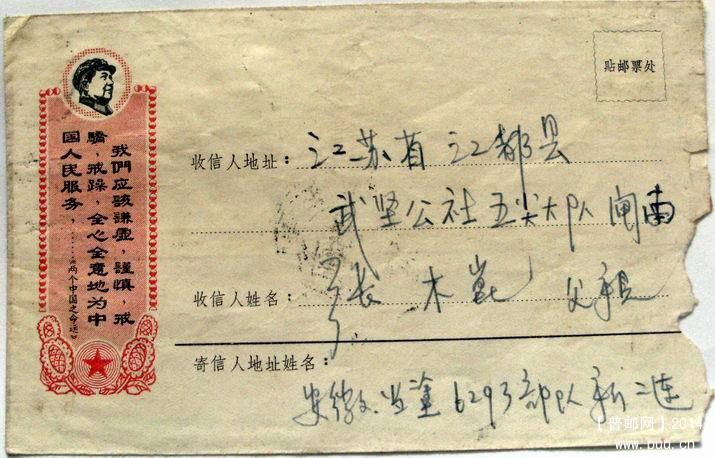 我們应該謙虛，謹慎，戒
驕，戒躁，全心全意地为中
国人民服务，……
《两个中国之命运》
贴邮票处
收信人地址：江苏省江都县
武坚公社五尖大队闸南
收信人姓名：张木 父親
寄信人地址姓名：
安徽当塗6293部队新二连
【普邮网】2014
www.pud.cn